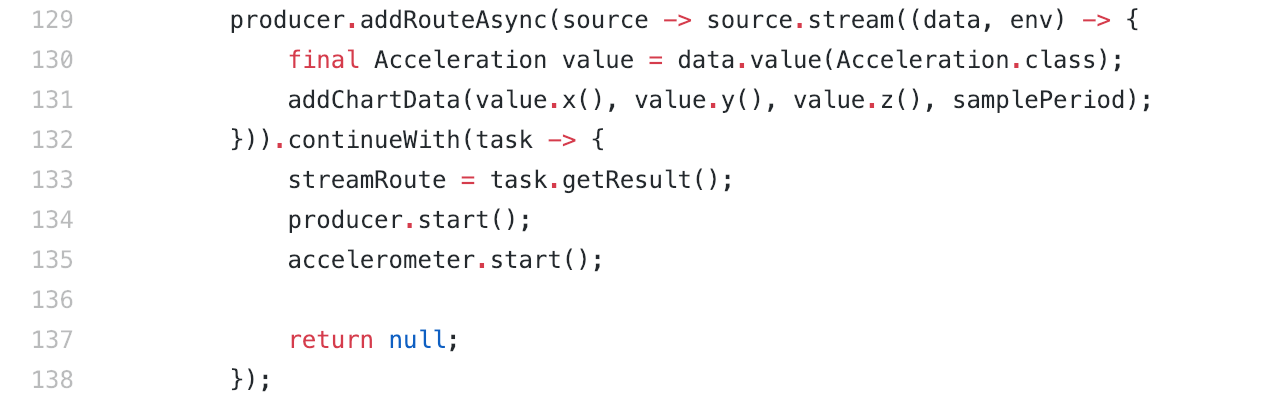 129 producer.addRouteAsync(source -> source.stream((data, env) -> {
130 final Acceleration value = data.value(Acceleration.class);
131 addChartData(value.x(), value.y(), value.z(), samplePeriod);
132 })).continueWith(task -> {
133 streamRoute = task.getResult();
134 producer.start();
135 accelerometer.start();
136
137 return null;
138 });